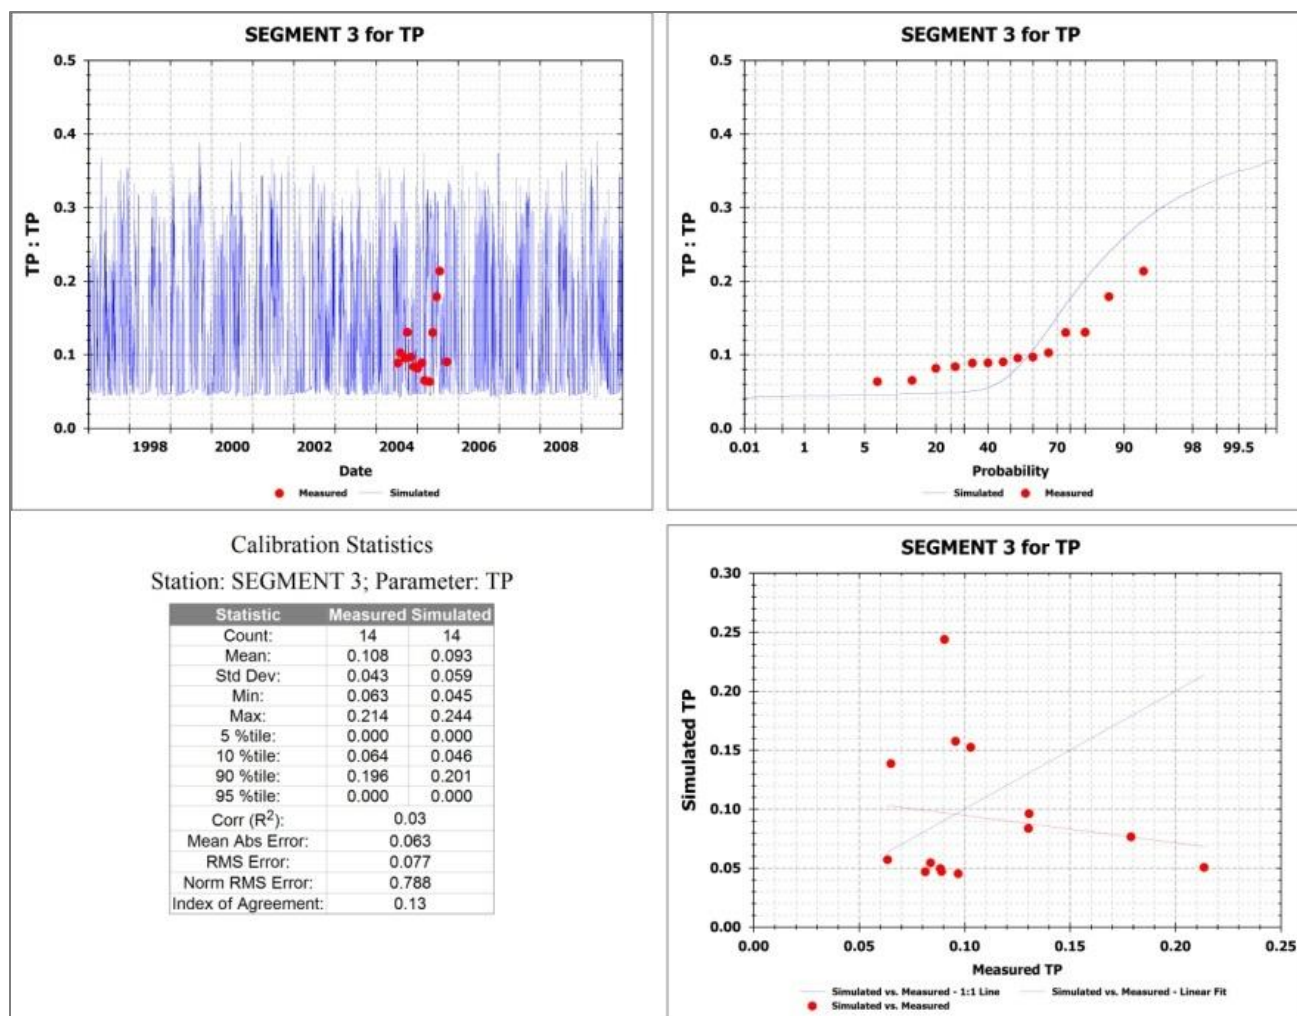 SEGMENT 3 for TP
0.5
0.4
0.3
0.2
0.1
0.0
TP : TP
1998 2000 2002 2004 2006 2008
Date
Measured Simulated
SEGMENT 3 for TP
0.5
0.4
0.3
0.2
0.1
0.0
TP : TP
0.01 1 5 20 40 70 90 98 99.5
Probability
Simulated Measured
Calibration Statistics
Station: SEGMENT 3; Parameter: TP
Statistic Measured Simulated
Count: 14 14
Mean: 0.108 0.093
Std Dev: 0.043 0.059
Min: 0.063 0.045
Max: 0.214 0.244
5 %tile: 0.000 0.000
10 %tile: 0.064 0.046
90 %tile: 0.196 0.201
95 %tile: 0.000 0.000
Corr (R²): 0.03
Mean Abs Error: 0.063
RMS Error: 0.077
Norm RMS Error: 0.788
Index of Agreement: 0.13
SEGMENT 3 for TP
0.30
0.25
0.20
0.15
0.10
0.05
0.00
Simulated TP
0.00 0.05 0.10 0.15 0.20 0.25
Measured TP
Simulated vs. Measured - 1:1 Line Simulated vs. Measured - Linear Fit
Simulated vs. Measured